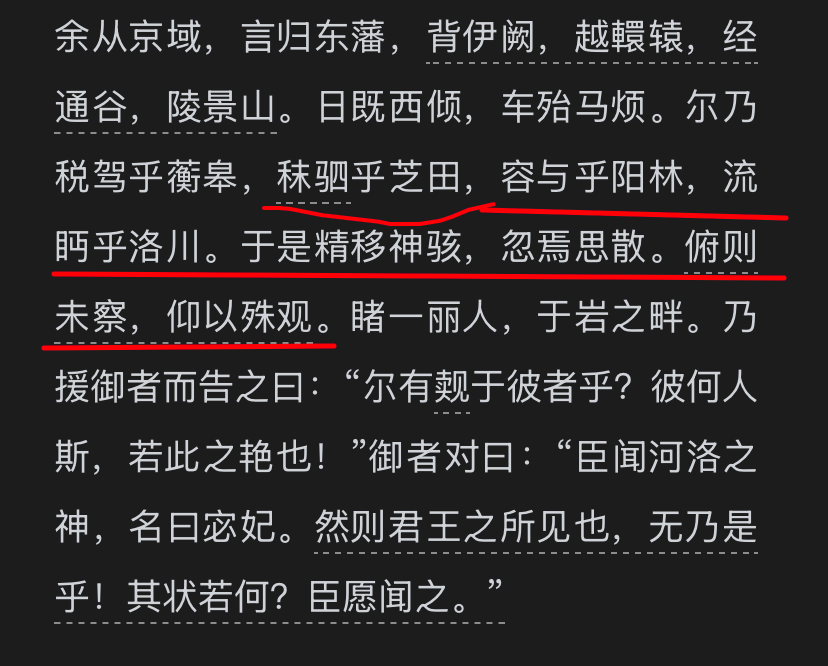 余从京域，言归东藩，背伊阙，越轘辕，经
通谷，陵景山。日既西倾，车殆马烦。尔乃
税驾乎蘅皋，秣驷乎芝田，容与乎阳林，流
眄乎洛川。于是精移神骇，忽焉思散。俯则
未察，仰以殊观。睹一丽人，于岩之畔。乃
援御者而告之曰：“尔有觌于彼者乎？彼何人
斯，若此之艳也！”御者对曰：“臣闻河洛之
神，名曰宓妃。然则君王之所见也，无乃是
乎！其状若何？臣愿闻之。”